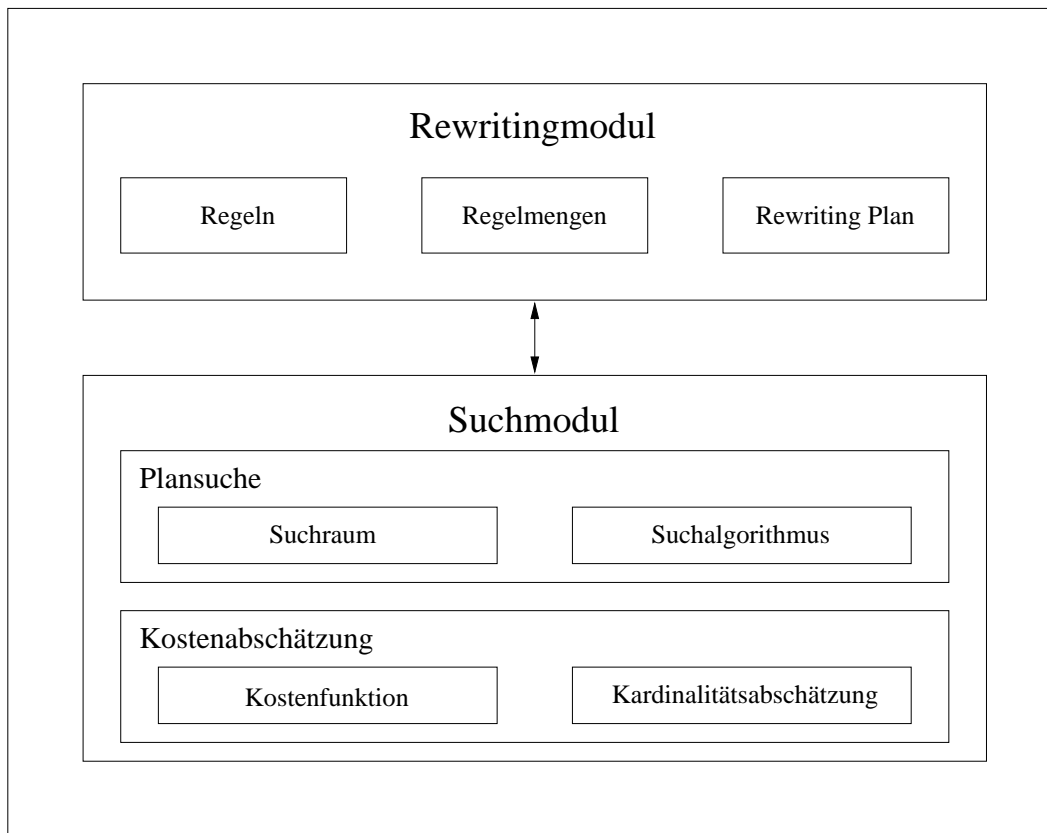 Rewritingmodul
Regeln
Regelmengen
Rewriting Plan
Suchmodul
Plansuche
Suchraum
Suchalgorithmus
Kostenabschätzung
Kostenfunktion
Kardinalitätsabschätzung